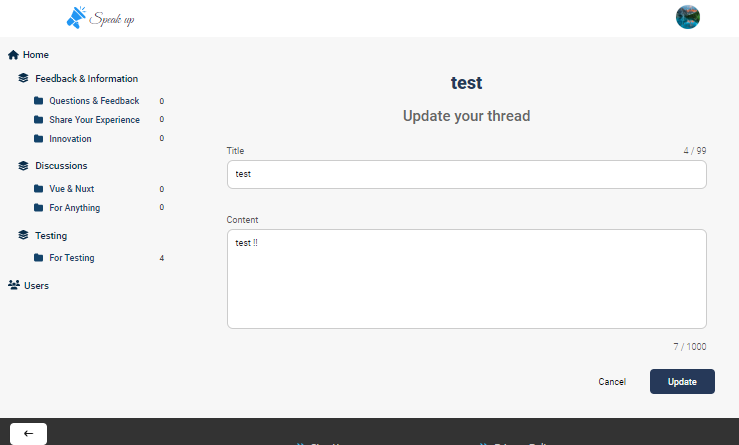 Speak up
Home
Feedback & Information
Questions & Feedback 0
Share Your Experience 0
Innovation 0
Discussions
Vue & Nuxt 0
For Anything 0
Testing
For Testing 4
Users
test
Update your thread
Title 4 / 99
test
Content
test !!
7 / 1000
Cancel Update